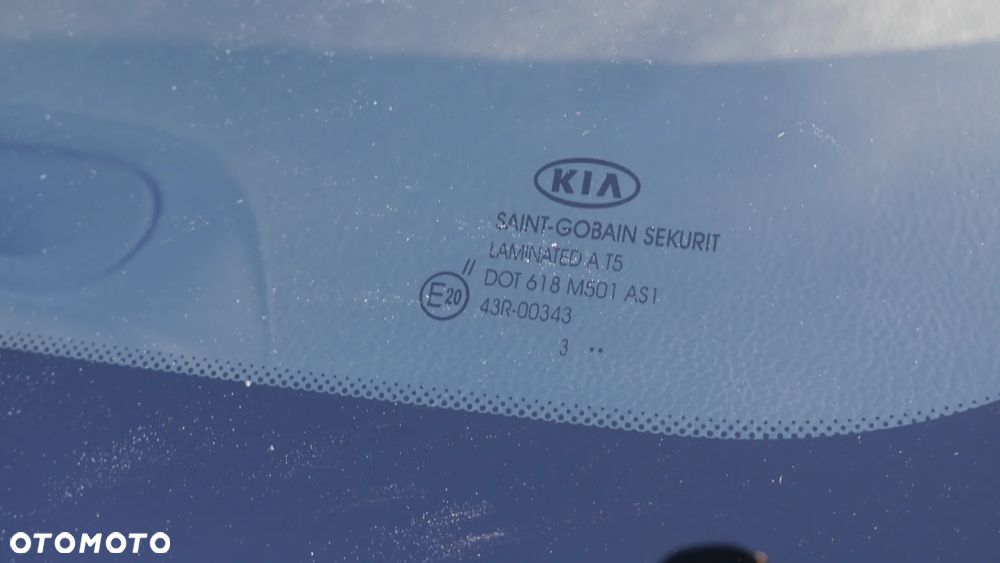 KIA
SAINT-GOBAIN SEKURIT
LAMINATED A T5
//
DOT 618 M501 AS1
E20
43R-00343
3 ..
OTOMOTO